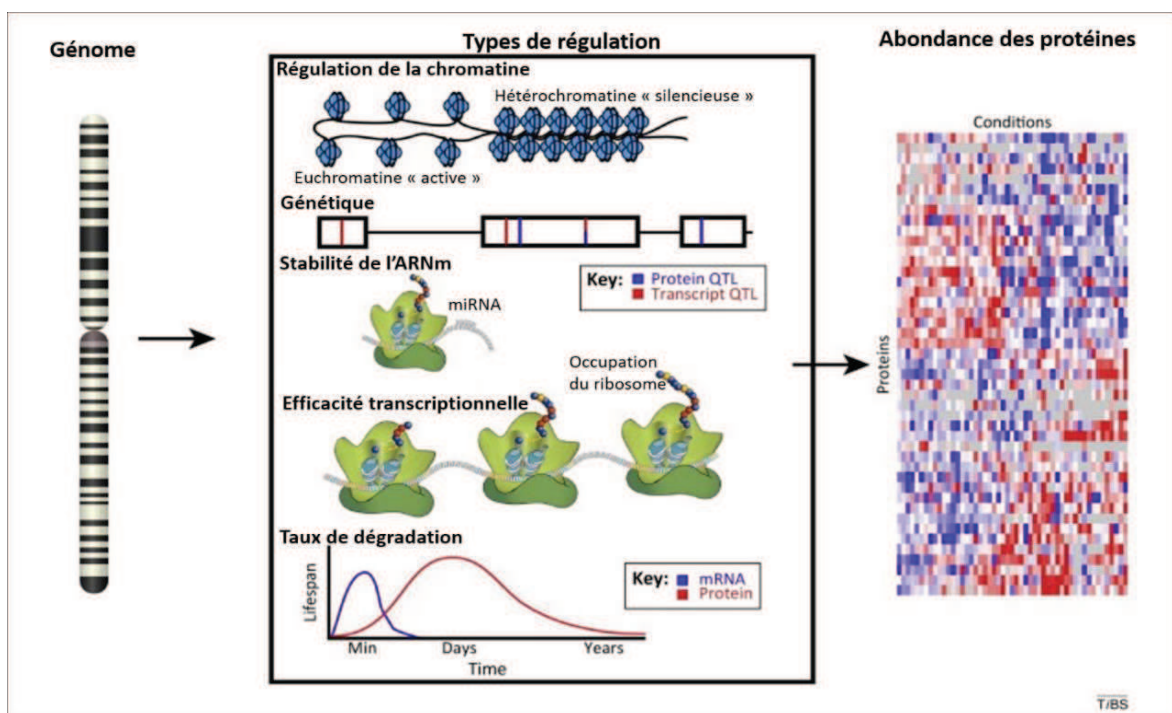 Génome
Types de régulation
Abondance des protéines
Régulation de la chromatine
Hétérochromatine « silencieuse »
Euchromatine « active »
Génétique
Stabilité de l'ARNm
Key: Protein QTL
Transcript QTL
miRNA
Occupation
du ribosome
Efficacité transcriptionnelle
Taux de dégradation
Lifespan
Key: mRNA
Protein
Min Days Years
Time
Conditions
Proteins
TiBS